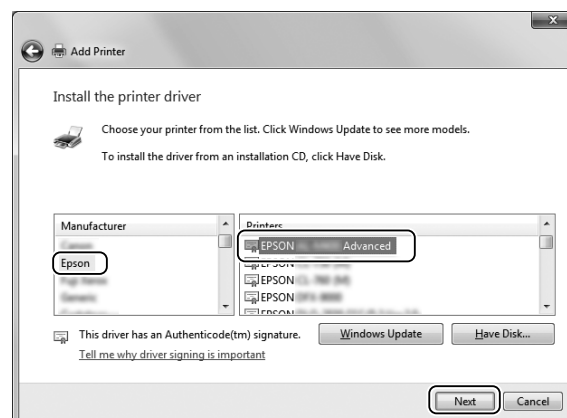 x
Add Printer
Install the printer driver
Choose your printer from the list. Click Windows Update to see more models.
To install the driver from an installation CD, click Have Disk.
Manufacturer Printers
EPSON Advanced
Epson
EPSON
EPSON
EPSON
This driver has an Authenticode(tm) signature. Windows Update Have Disk...
Tell me why driver signing is important
Next Cancel